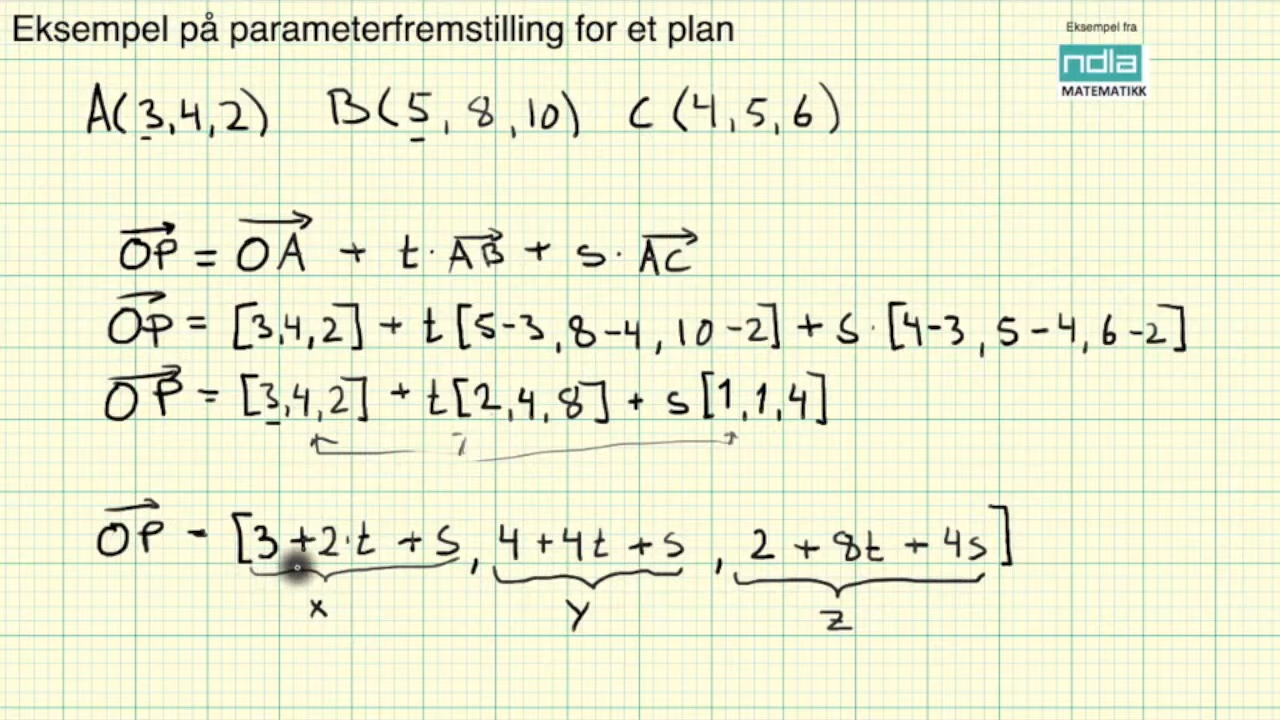 Eksempel på parameterfremstilling for et plan
Eksempel fra
ndla
MATEMATIKK
A(3,4,2) B(5,8,10) C(4,5,6)
OP = OA + t·AB + s·AC
OP = [3,4,2] + t[5-3, 8-4, 10-2] + s·[4-3, 5-4, 6-2]
OP = [3,4,2] + t[2,4,8] + s[1,1,4]
OP - [3+2·t+s, 4+4t+s, 2+8t+4s]
x y z